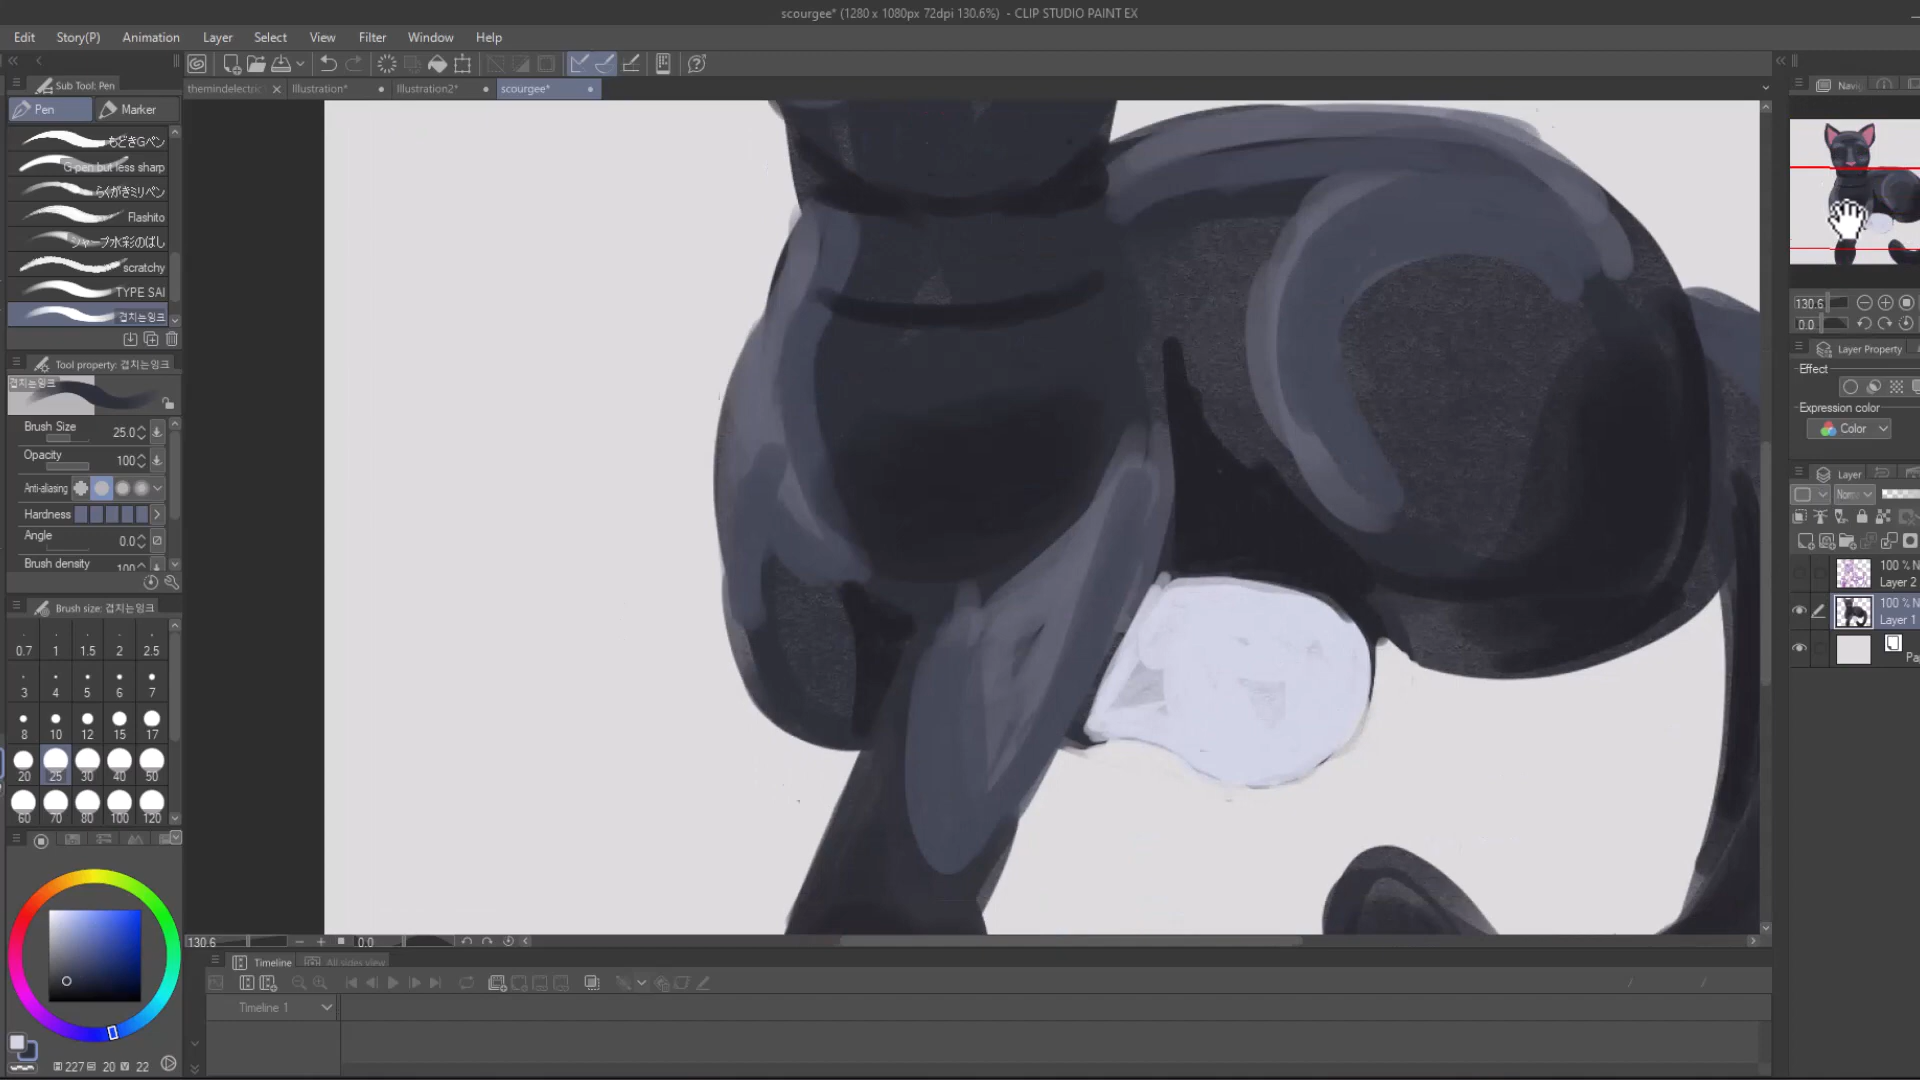 scourgee* (1280 x 1080px 72dpi 130.6%) - CLIP STUDIO PAINT EX
Edit Story(P) Animation Layer Select View Filter Window Help
Sub Tool: Pen
themindelectric Illustration* Illustration2* scourgee*
Pen Marker
もどきGペン
G-pen but less sharp
らくがきミリペン
Flashito
シャープ水彩のばし
scratchy
TYPE SAI
겹치는잉크
Tool property: 겹치는잉크
겹치는잉크
Brush Size 25.0
Opacity 100
Anti-aliasing
Hardness
Angle 0.0
Brush density 100
Brush size: 겹치는잉크
0.7 1 1.5 2 2.5
3 4 5 6 7
8 10 12 15 17
20 25 30 40 50
60 70 80 100 120
227 20 22
130.6 0.0
Timeline All sides view
Timeline 1
Navi
130.6
0.0
Layer Property
Effect
Expression color
Color
Layer
Norm
100 % N
Layer 2
100 % N
Layer 1
Pa